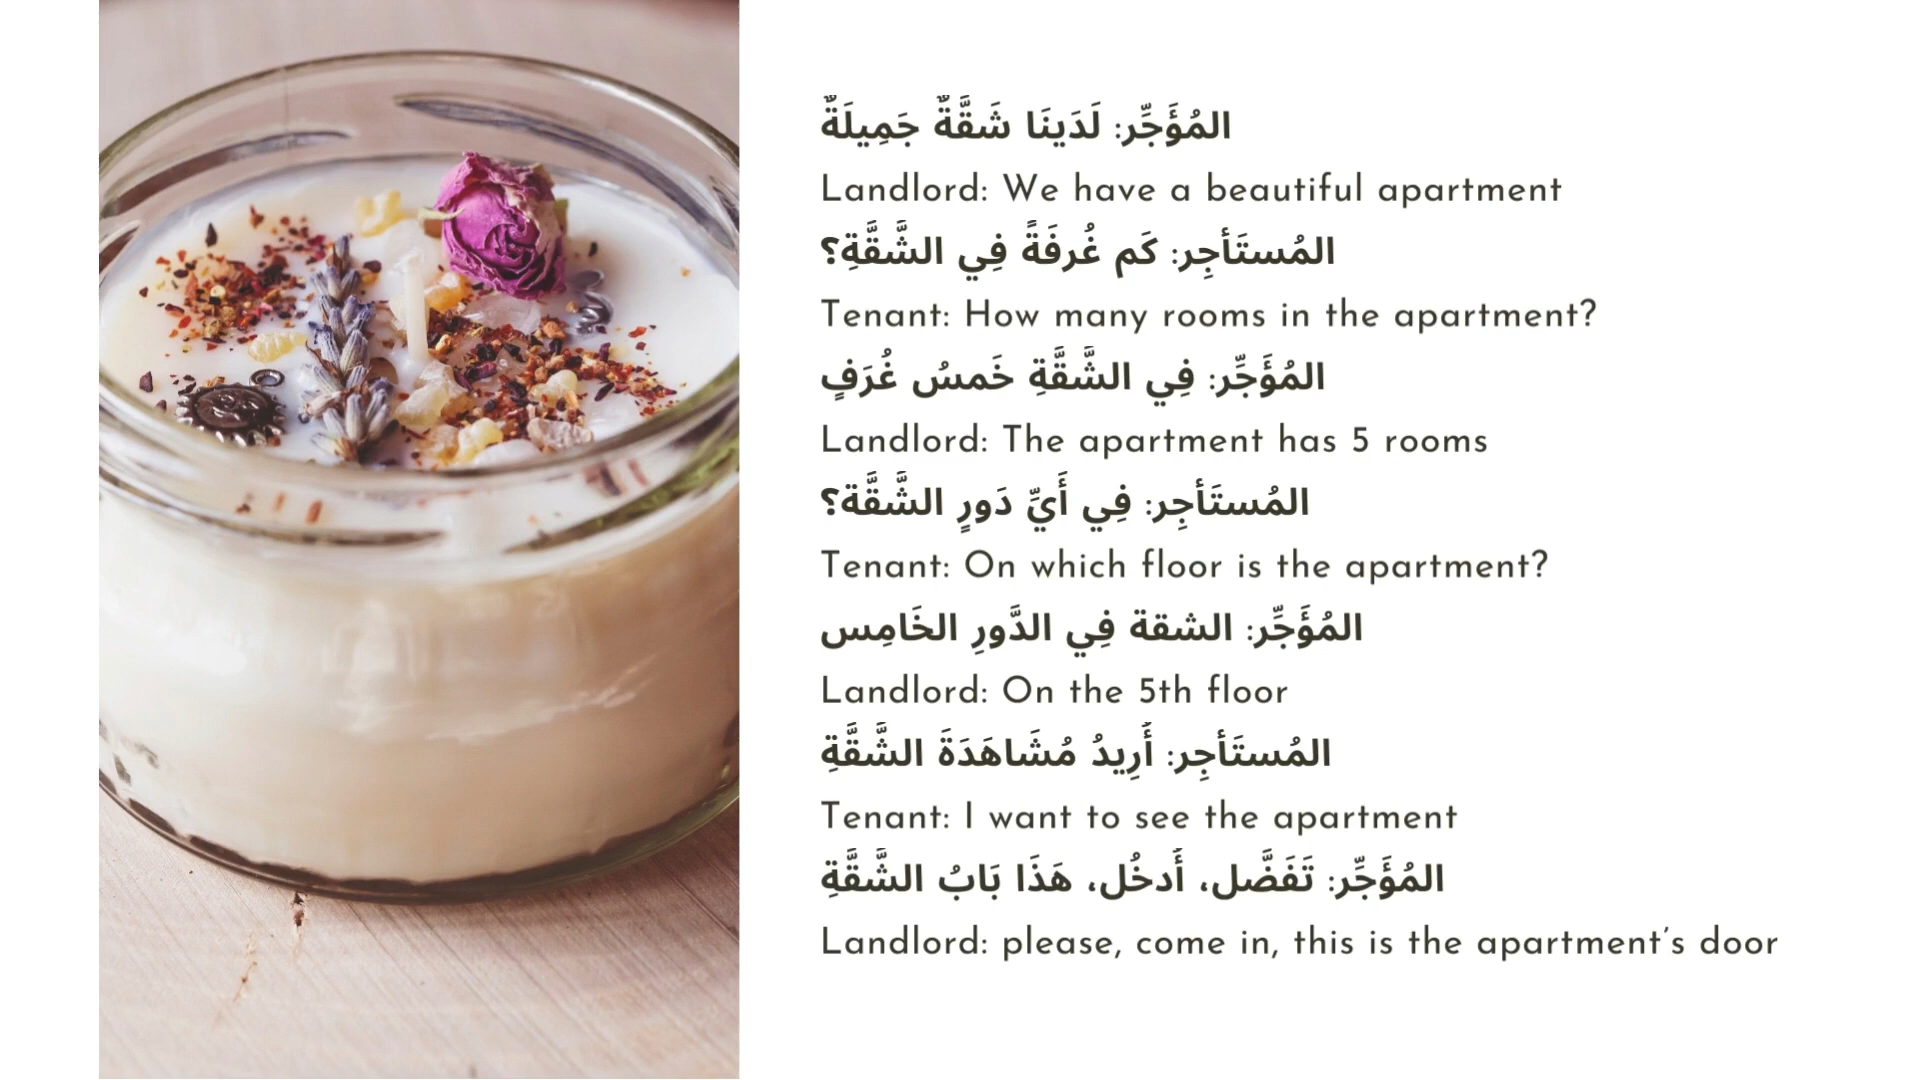 المُؤَجِّر: لَدَينَا شَقَّةٌ جَمِيلَةٌ
Landlord: We have a beautiful apartment
المُستَأجِر: كَم غُرفَةً فِي الشَّقَّةِ؟
Tenant: How many rooms in the apartment?
المُؤَجِّر: فِي الشَّقَّةِ خَمسُ غُرَفٍ
Landlord: The apartment has 5 rooms
المُستَأجِر: فِي أَيِّ دَورٍ الشَّقَّة؟
Tenant: On which floor is the apartment?
المُؤَجِّر: الشقة فِي الدَّورِ الخَامِس
Landlord: On the 5th floor
المُستَأجِر: أُرِيدُ مُشَاهَدَةَ الشَّقَّةِ
Tenant: I want to see the apartment
المُؤَجِّر: تَفَضَّل، أُدخُل، هَذَا بَابُ الشَّقَّةِ
Landlord: please, come in, this is the apartment's door